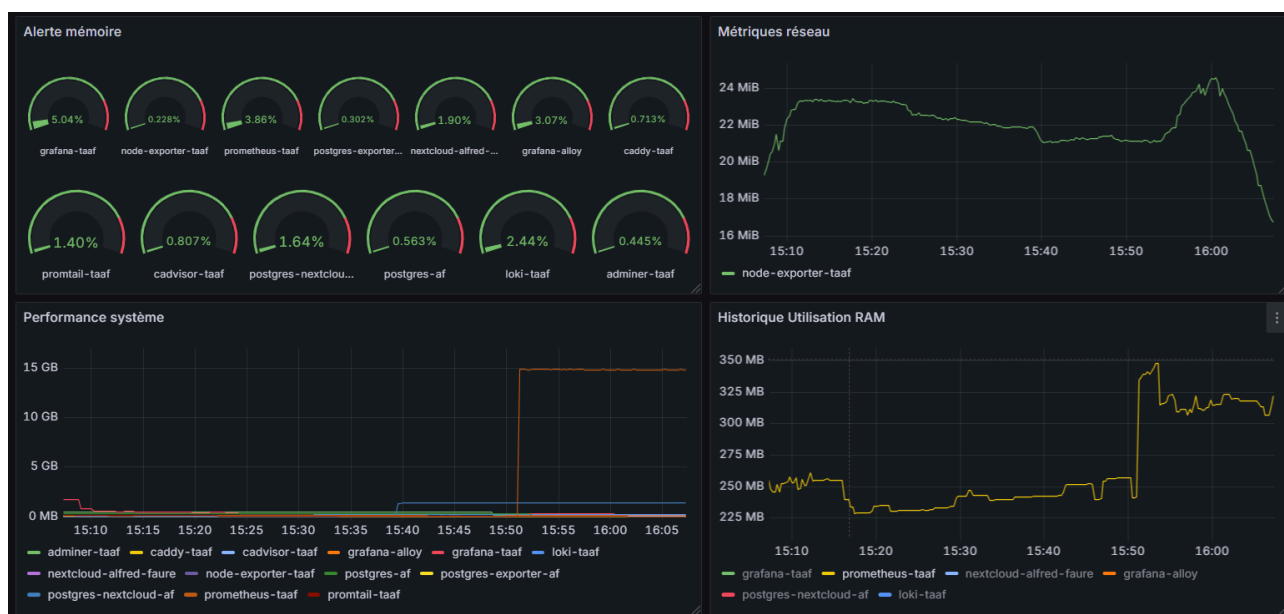 Alerte mémoire
5.04% 0.228% 3.86% 0.302% 1.90% 3.07% 0.713%
grafana-taaf node-exporter-taaf prometheus-taaf postgres-exporter... nextcloud-alfred-... grafana-alloy caddy-taaf
1.40% 0.807% 1.64% 0.563% 2.44% 0.445%
promtail-taaf cadvisor-taaf postgres-nextclou... postgres-af loki-taaf adminer-taaf
Métriques réseau
24 MiB
22 MiB
20 MiB
18 MiB
16 MiB
15:10 15:20 15:30 15:40 15:50 16:00
node-exporter-taaf
Performance système
15 GB
10 GB
5 GB
0 MB
15:10 15:15 15:20 15:25 15:30 15:35 15:40 15:45 15:50 15:55 16:00 16:05
adminer-taaf caddy-taaf cadvisor-taaf grafana-alloy grafana-taaf loki-taaf
nextcloud-alfred-faure node-exporter-taaf postgres-af postgres-exporter-af
postgres-nextcloud-af prometheus-taaf promtail-taaf
Historique Utilisation RAM
350 MB
325 MB
300 MB
275 MB
250 MB
225 MB
15:10 15:20 15:30 15:40 15:50 16:00
grafana-taaf prometheus-taaf nextcloud-alfred-faure grafana-alloy
postgres-nextcloud-af loki-taaf